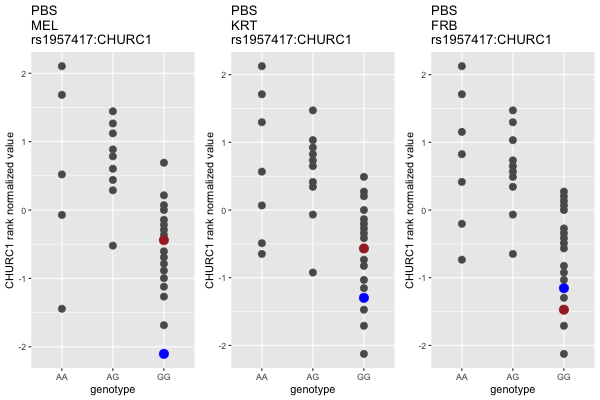 PBS
MEL
rs1957417:CHURC1
CHURC1 rank normalized value
2
1
0
-1
-2
AA
AG
GG
genotype
PBS
KRT
rs1957417:CHURC1
CHURC1 rank normalized value
2
1
0
-1
-2
AA
AG
GG
genotype
PBS
FRB
rs1957417:CHURC1
CHURC1 rank normalized value
2
1
0
-1
-2
AA
AG
GG
genotype